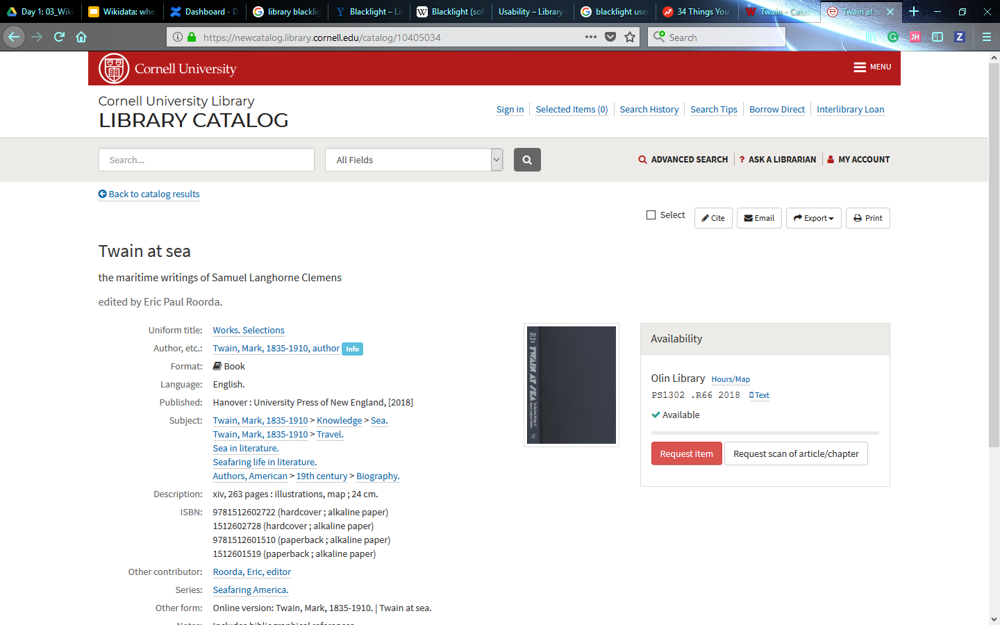 Day 1: 03_Wiki
Wikidata: whe
Dashboard - D
library blacklig
Blacklight – Li
Blacklight (sof
Usability – Library
blacklight use
34 Things You
Twain - Catal
Twain at se
https://newcatalog.library.cornell.edu/catalog/10405034
Search
Cornell University
MENU
Cornell University Library
LIBRARY CATALOG
Sign in
Selected Items (0)
Search History
Search Tips
Borrow Direct
Interlibrary Loan
Search...
All Fields
ADVANCED SEARCH
? ASK A LIBRARIAN
MY ACCOUNT
Back to catalog results
Select
Cite
Email
Export
Print
Twain at sea
the maritime writings of Samuel Langhorne Clemens
edited by Eric Paul Roorda.
Uniform title: Works. Selections
Author, etc.: Twain, Mark, 1835-1910, author Info
Format: Book
Language: English.
Published: Hanover : University Press of New England, [2018]
Subject: Twain, Mark, 1835-1910 > Knowledge > Sea.
Twain, Mark, 1835-1910 > Travel.
Sea in literature.
Seafaring life in literature.
Authors, American > 19th century > Biography.
Description: xiv, 263 pages : illustrations, map ; 24 cm.
ISBN: 9781512602722 (hardcover ; alkaline paper)
1512602728 (hardcover ; alkaline paper)
9781512601510 (paperback ; alkaline paper)
1512601519 (paperback ; alkaline paper)
Other contributor: Roorda, Eric, editor
Series: Seafaring America.
Other form: Online version: Twain, Mark, 1835-1910. | Twain at sea.
Notes: Includes bibliographical references
TWAIN AT SEA
Availability
Olin Library Hours/Map
PS1302 .R66 2018 Text
Available
Request item
Request scan of article/chapter